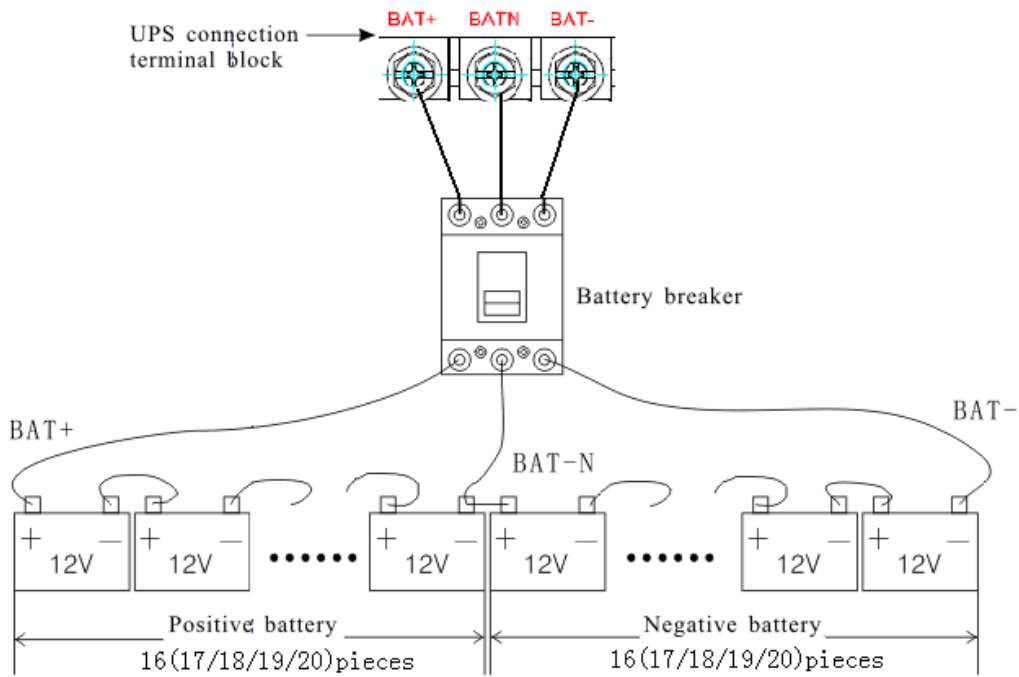 BAT+ BATN BAT-
UPS connection
terminal block
Battery breaker
BAT+
BAT-
BAT-N
+ — + — + — + — + — + —
12V 12V 12V 12V 12V 12V
Positive battery
Negative battery
16(17/18/19/20)pieces
16(17/18/19/20)pieces